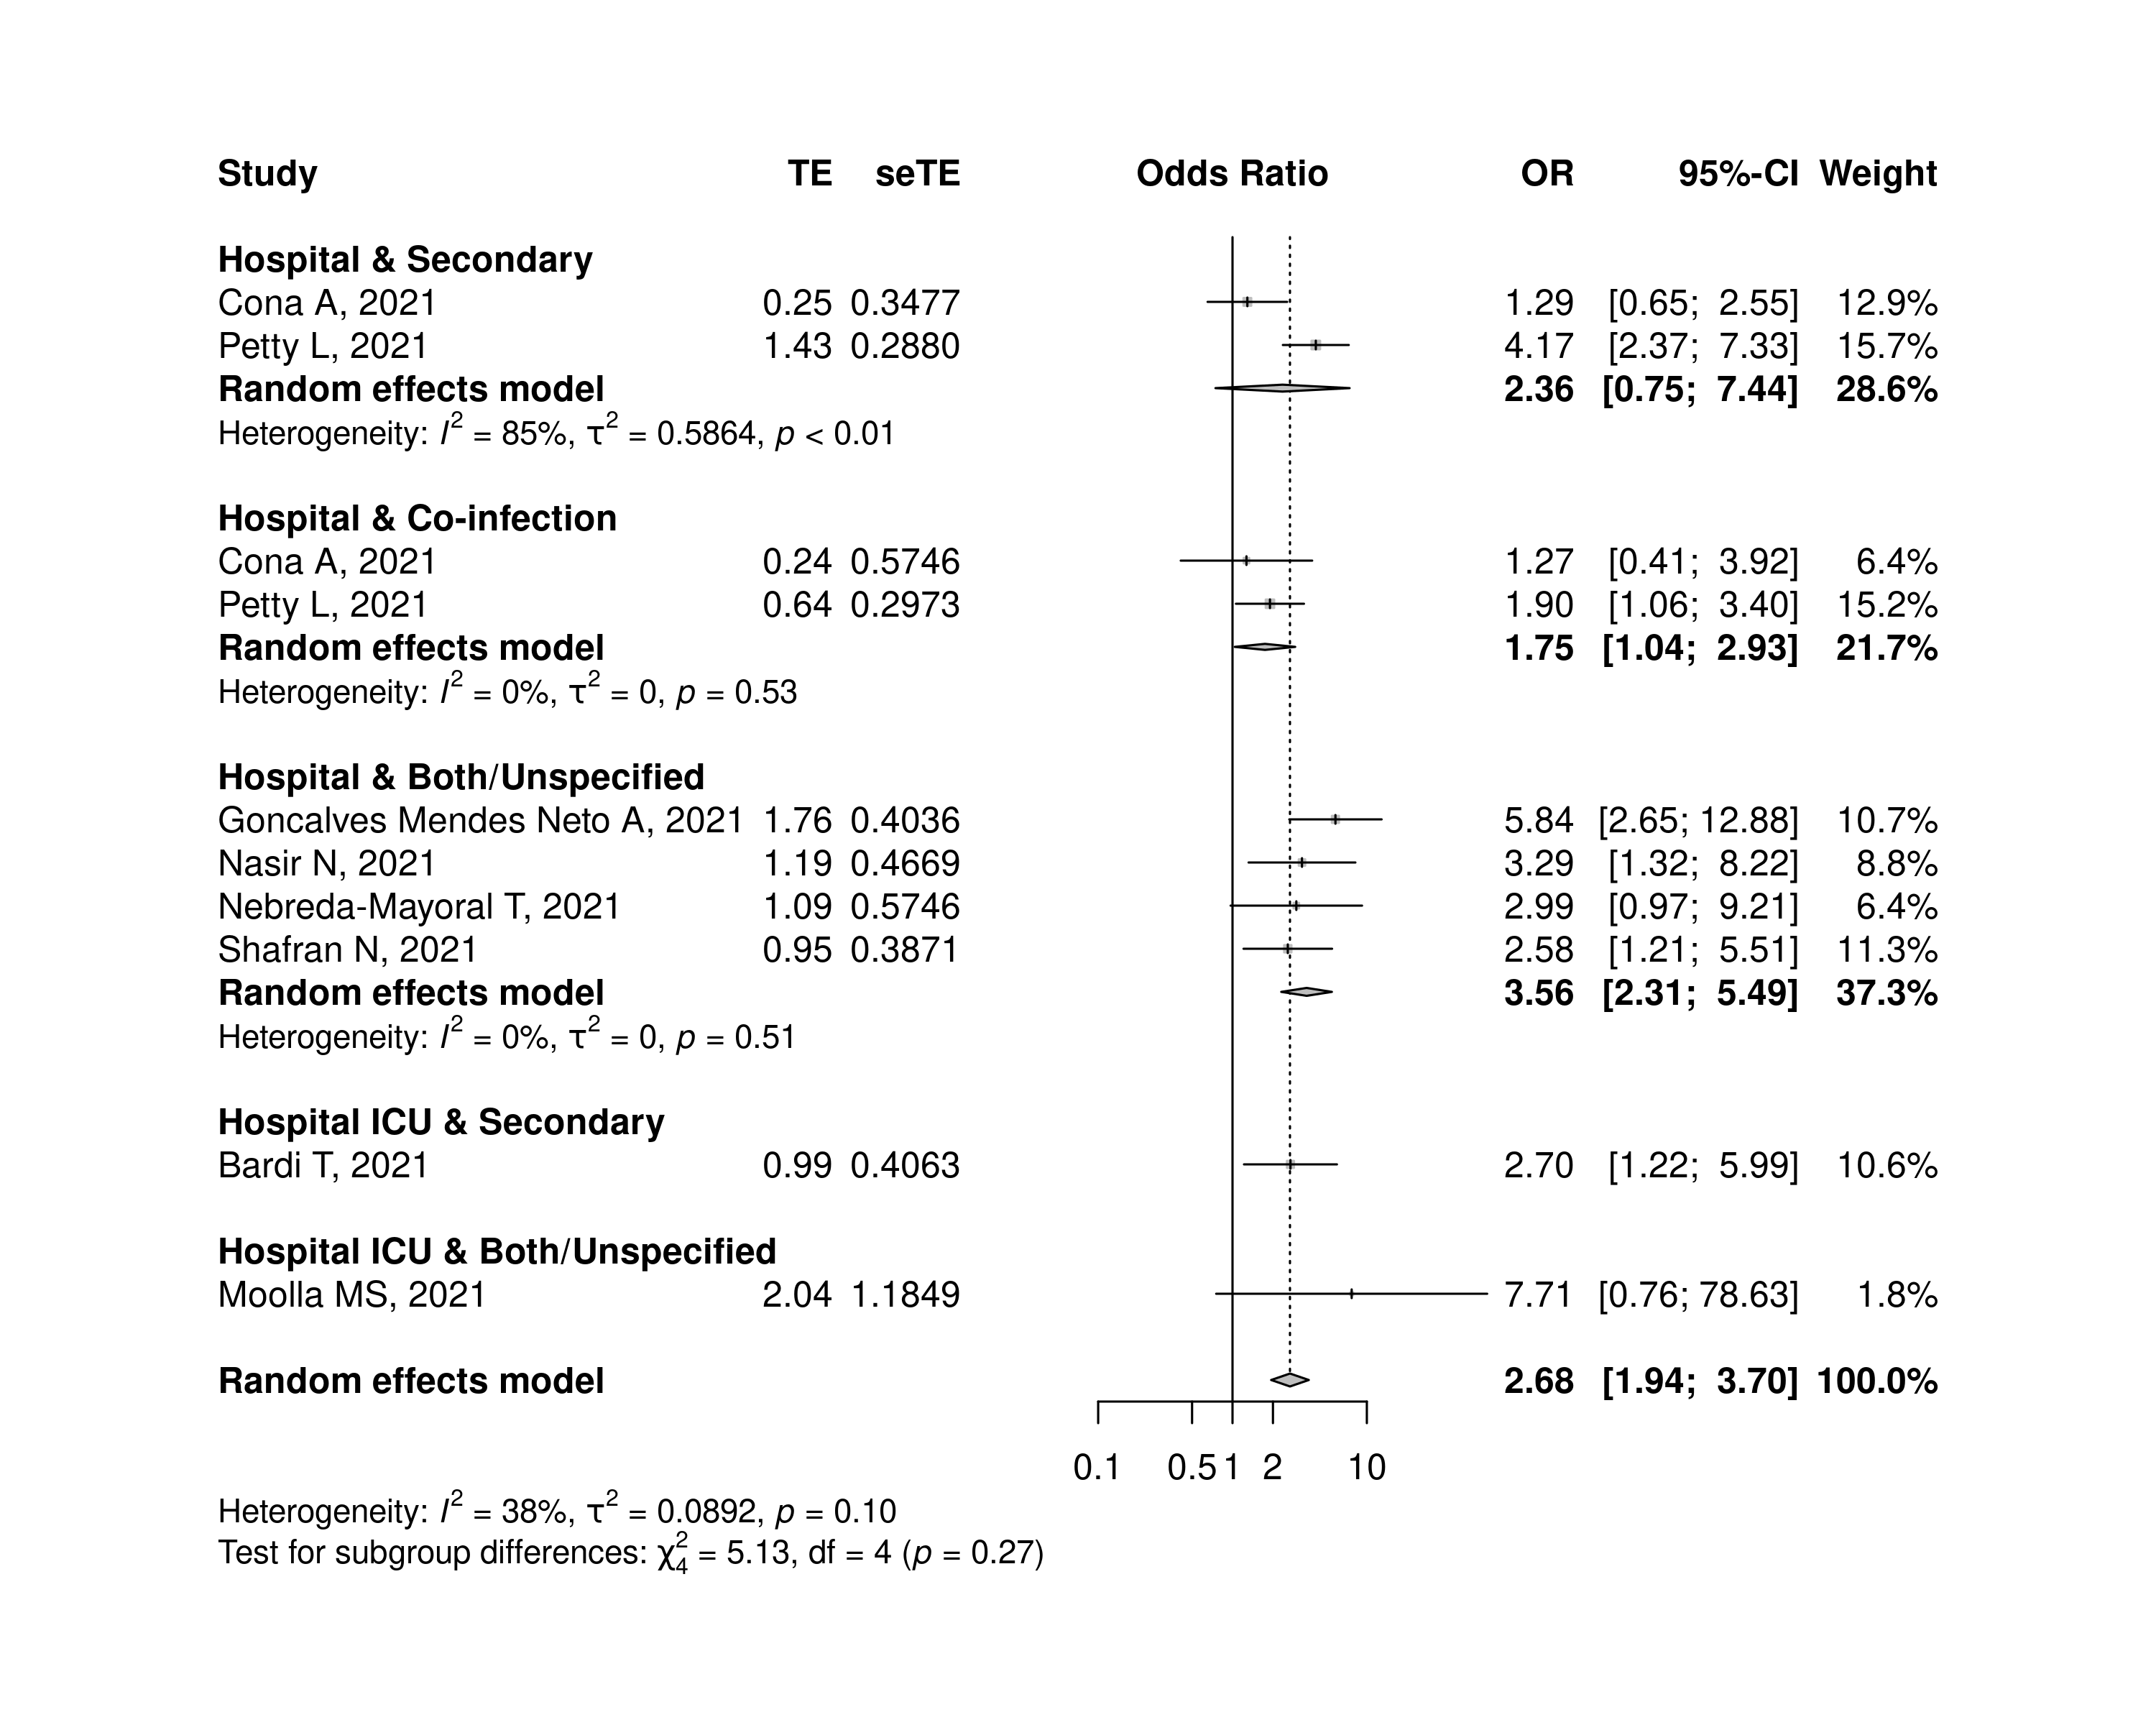 Study TE seTE Odds Ratio OR 95%-CI Weight
Hospital & Secondary
Cona A, 2021 0.25 0.3477 1.29 [0.65; 2.55] 12.9%
Petty L, 2021 1.43 0.2880 4.17 [2.37; 7.33] 15.7%
Random effects model 2.36 [0.75; 7.44] 28.6%
Heterogeneity: I² = 85%, τ² = 0.5864, p < 0.01
Hospital & Co-infection
Cona A, 2021 0.24 0.5746 1.27 [0.41; 3.92] 6.4%
Petty L, 2021 0.64 0.2973 1.90 [1.06; 3.40] 15.2%
Random effects model 1.75 [1.04; 2.93] 21.7%
Heterogeneity: I² = 0%, τ² = 0, p = 0.53
Hospital & Both/Unspecified
Goncalves Mendes Neto A, 2021 1.76 0.4036 5.84 [2.65; 12.88] 10.7%
Nasir N, 2021 1.19 0.4669 3.29 [1.32; 8.22] 8.8%
Nebreda-Mayoral T, 2021 1.09 0.5746 2.99 [0.97; 9.21] 6.4%
Shafran N, 2021 0.95 0.3871 2.58 [1.21; 5.51] 11.3%
Random effects model 3.56 [2.31; 5.49] 37.3%
Heterogeneity: I² = 0%, τ² = 0, p = 0.51
Hospital ICU & Secondary
Bardi T, 2021 0.99 0.4063 2.70 [1.22; 5.99] 10.6%
Hospital ICU & Both/Unspecified
Moolla MS, 2021 2.04 1.1849 7.71 [0.76; 78.63] 1.8%
Random effects model 2.68 [1.94; 3.70] 100.0%
0.1 0.5 1 2 10
Heterogeneity: I² = 38%, τ² = 0.0892, p = 0.10
Test for subgroup differences: χ²₄ = 5.13, df = 4 (p = 0.27)